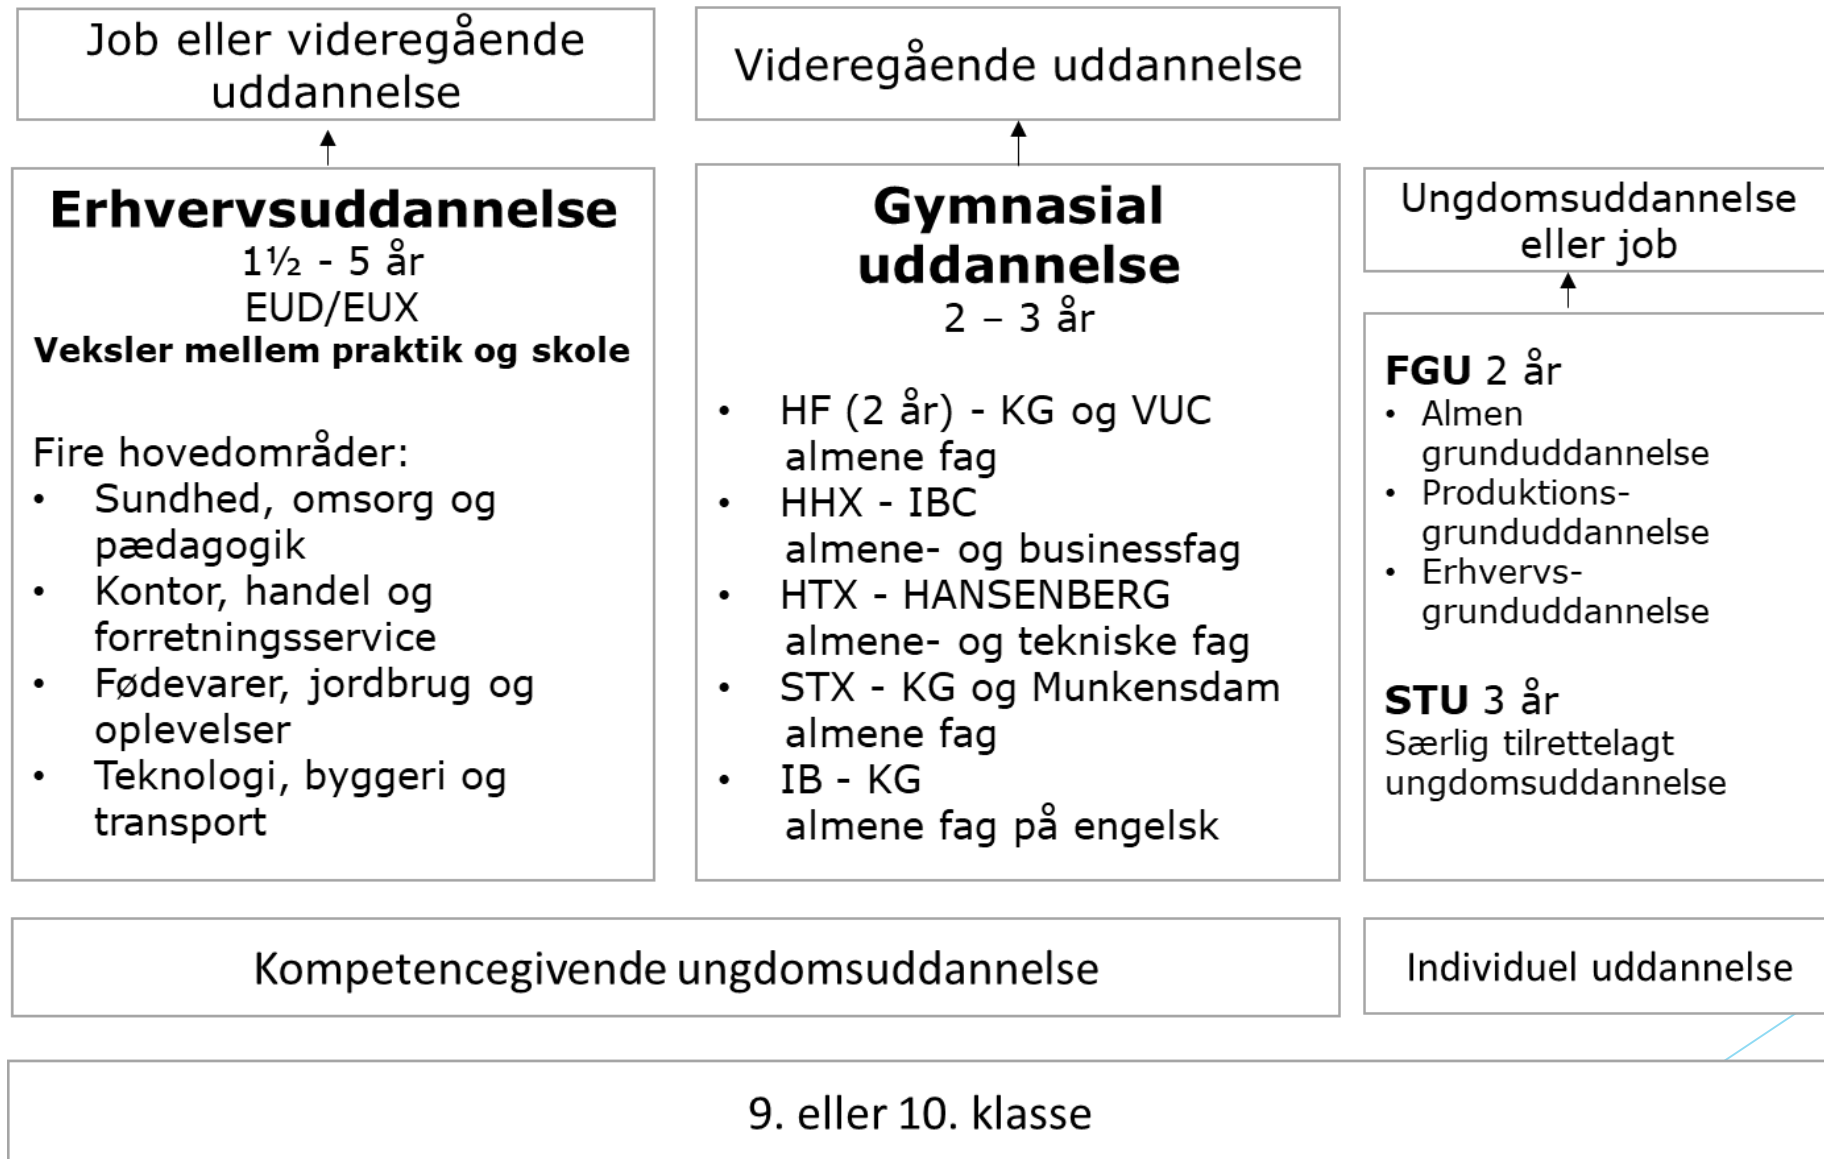 Job eller videregående
uddannelse
Videregående uddannelse
Erhvervsuddannelse
1½ - 5 år
EUD/EUX
Veksler mellem praktik og skole
Fire hovedområder:
• Sundhed, omsorg og
pædagogik
• Kontor, handel og
forretningsservice
• Fødevarer, jordbrug og
oplevelser
• Teknologi, byggeri og
transport
Gymnasial
uddannelse
2 – 3 år
• HF (2 år) - KG og VUC
almene fag
• HHX - IBC
almene- og businessfag
• HTX - HANSENBERG
almene- og tekniske fag
• STX - KG og Munkensdam
almene fag
• IB - KG
almene fag på engelsk
Ungdomsuddannelse
eller job
FGU 2 år
• Almen
grunduddannelse
• Produktions-
grunduddannelse
• Erhvervs-
grunduddannelse
STU 3 år
Særlig tilrettelagt
ungdomsuddannelse
Kompetencegivende ungdomsuddannelse
Individuel uddannelse
9. eller 10. klasse